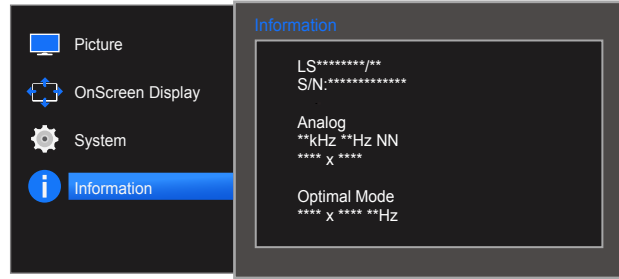 Picture
OnScreen Display
System
Information
Information
LS********/**
S/N:*************
Analog
**kHz **Hz NN
**** x ****
Optimal Mode
**** x **** **Hz